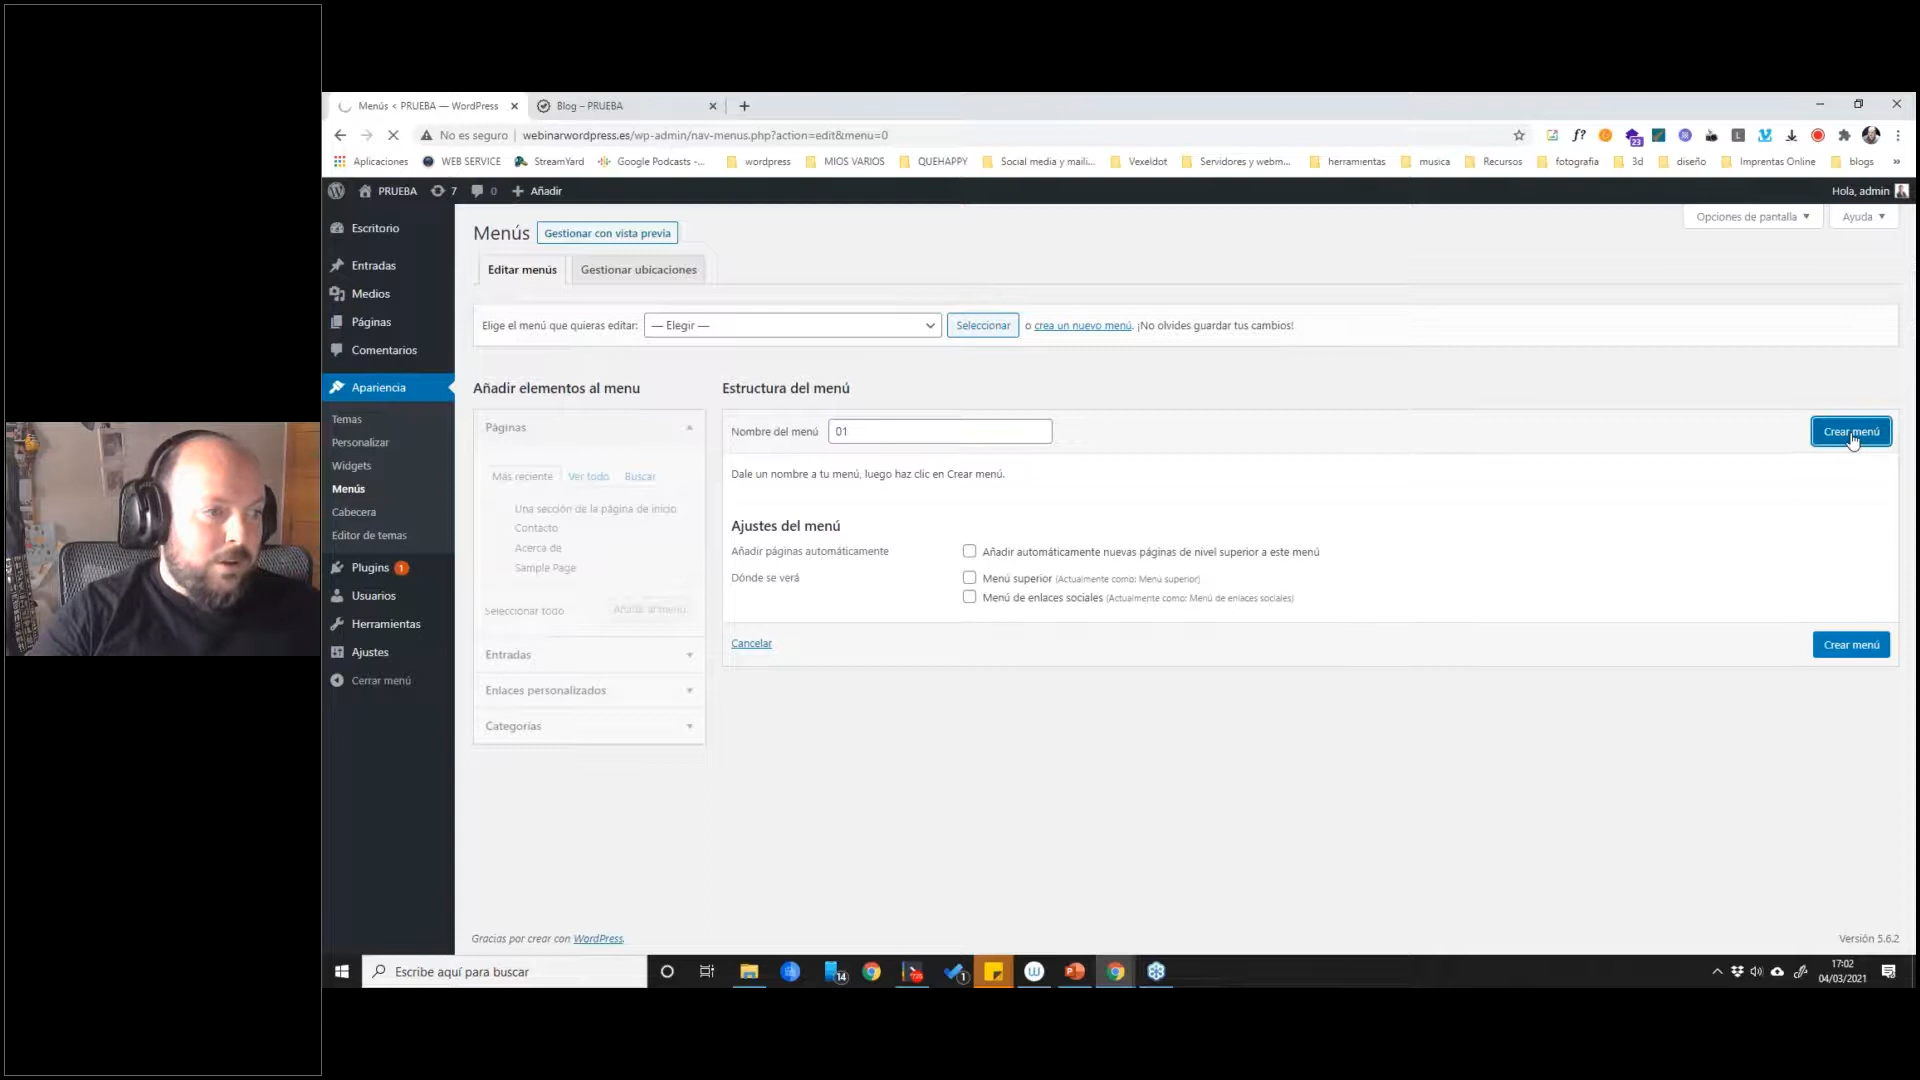 Menús < PRUEBA — WordPress
Blog – PRUEBA
No es seguro
webinarwordpress.es/wp-admin/nav-menus.php?action=edit&menu=0
f?
23
L
Aplicaciones
WEB SERVICE
StreamYard
Google Podcasts -...
wordpress
MIOS VARIOS
QUEHAPPY
Social media y maili...
Vexeldot
Servidores y webm...
herramientas
musica
Recursos
fotografia
3d
diseño
Imprentas Online
blogs
»
PRUEBA
7
0
Añadir
Hola, admin
Escritorio
Entradas
Medios
Páginas
Comentarios
Apariencia
Temas
Personalizar
Widgets
Menús
Cabecera
Editor de temas
Plugins 1
Usuarios
Herramientas
Ajustes
Cerrar menú
Opciones de pantalla
Ayuda
Menús
Gestionar con vista previa
Editar menús
Gestionar ubicaciones
Elige el menú que quieras editar:
— Elegir —
Seleccionar
o crea un nuevo menú. ¡No olvides guardar tus cambios!
Añadir elementos al menu
Páginas
Más reciente
Ver todo
Buscar
Una sección de la página de inicio
Contacto
Acerca de
Sample Page
Seleccionar todo
Añadir al menú
Entradas
Enlaces personalizados
Categorías
Estructura del menú
Nombre del menú
01
Crear menú
Dale un nombre a tu menú, luego haz clic en Crear menú.
Ajustes del menú
Añadir páginas automáticamente
Añadir automáticamente nuevas páginas de nivel superior a este menú
Dónde se verá
Menú superior (Actualmente como: Menú superior)
Menú de enlaces sociales (Actualmente como: Menú de enlaces sociales)
Cancelar
Crear menú
Gracias por crear con WordPress.
Versión 5.6.2
Escribe aquí para buscar
14
1
17:02
04/03/2021